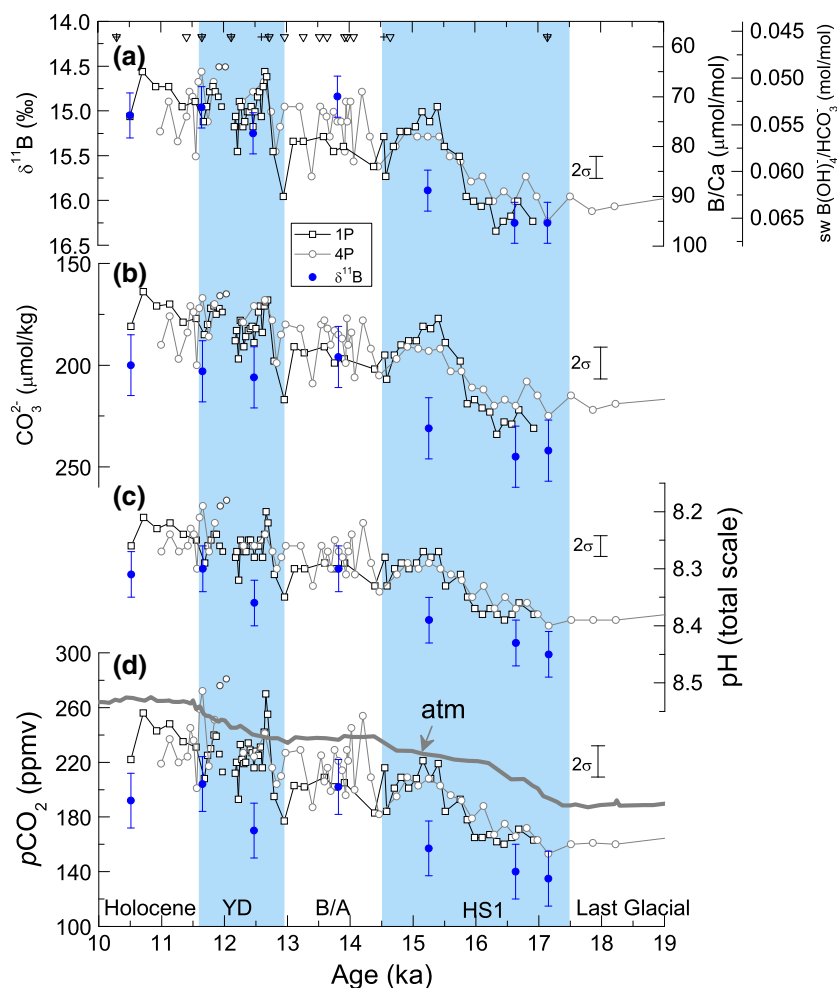 (a)
14.0
14.5
15.0
15.5
16.0
16.5
δ¹¹B (‰)
60
70
80
90
100
B/Ca (μmol/mol)
0.045
0.050
0.055
0.060
0.065
sw B(OH)₄⁻/HCO₃⁻ (mol/mol)
2σ
1P
4P
δ¹¹B
(b)
150
200
250
CO₃²⁻ (μmol/kg)
2σ
(c)
8.2
8.3
8.4
8.5
pH (total scale)
2σ
(d)
300
260
220
180
140
100
pCO₂ (ppmv)
atm
2σ
Holocene YD B/A HS1 Last Glacial
10 11 12 13 14 15 16 17 18 19
Age (ka)